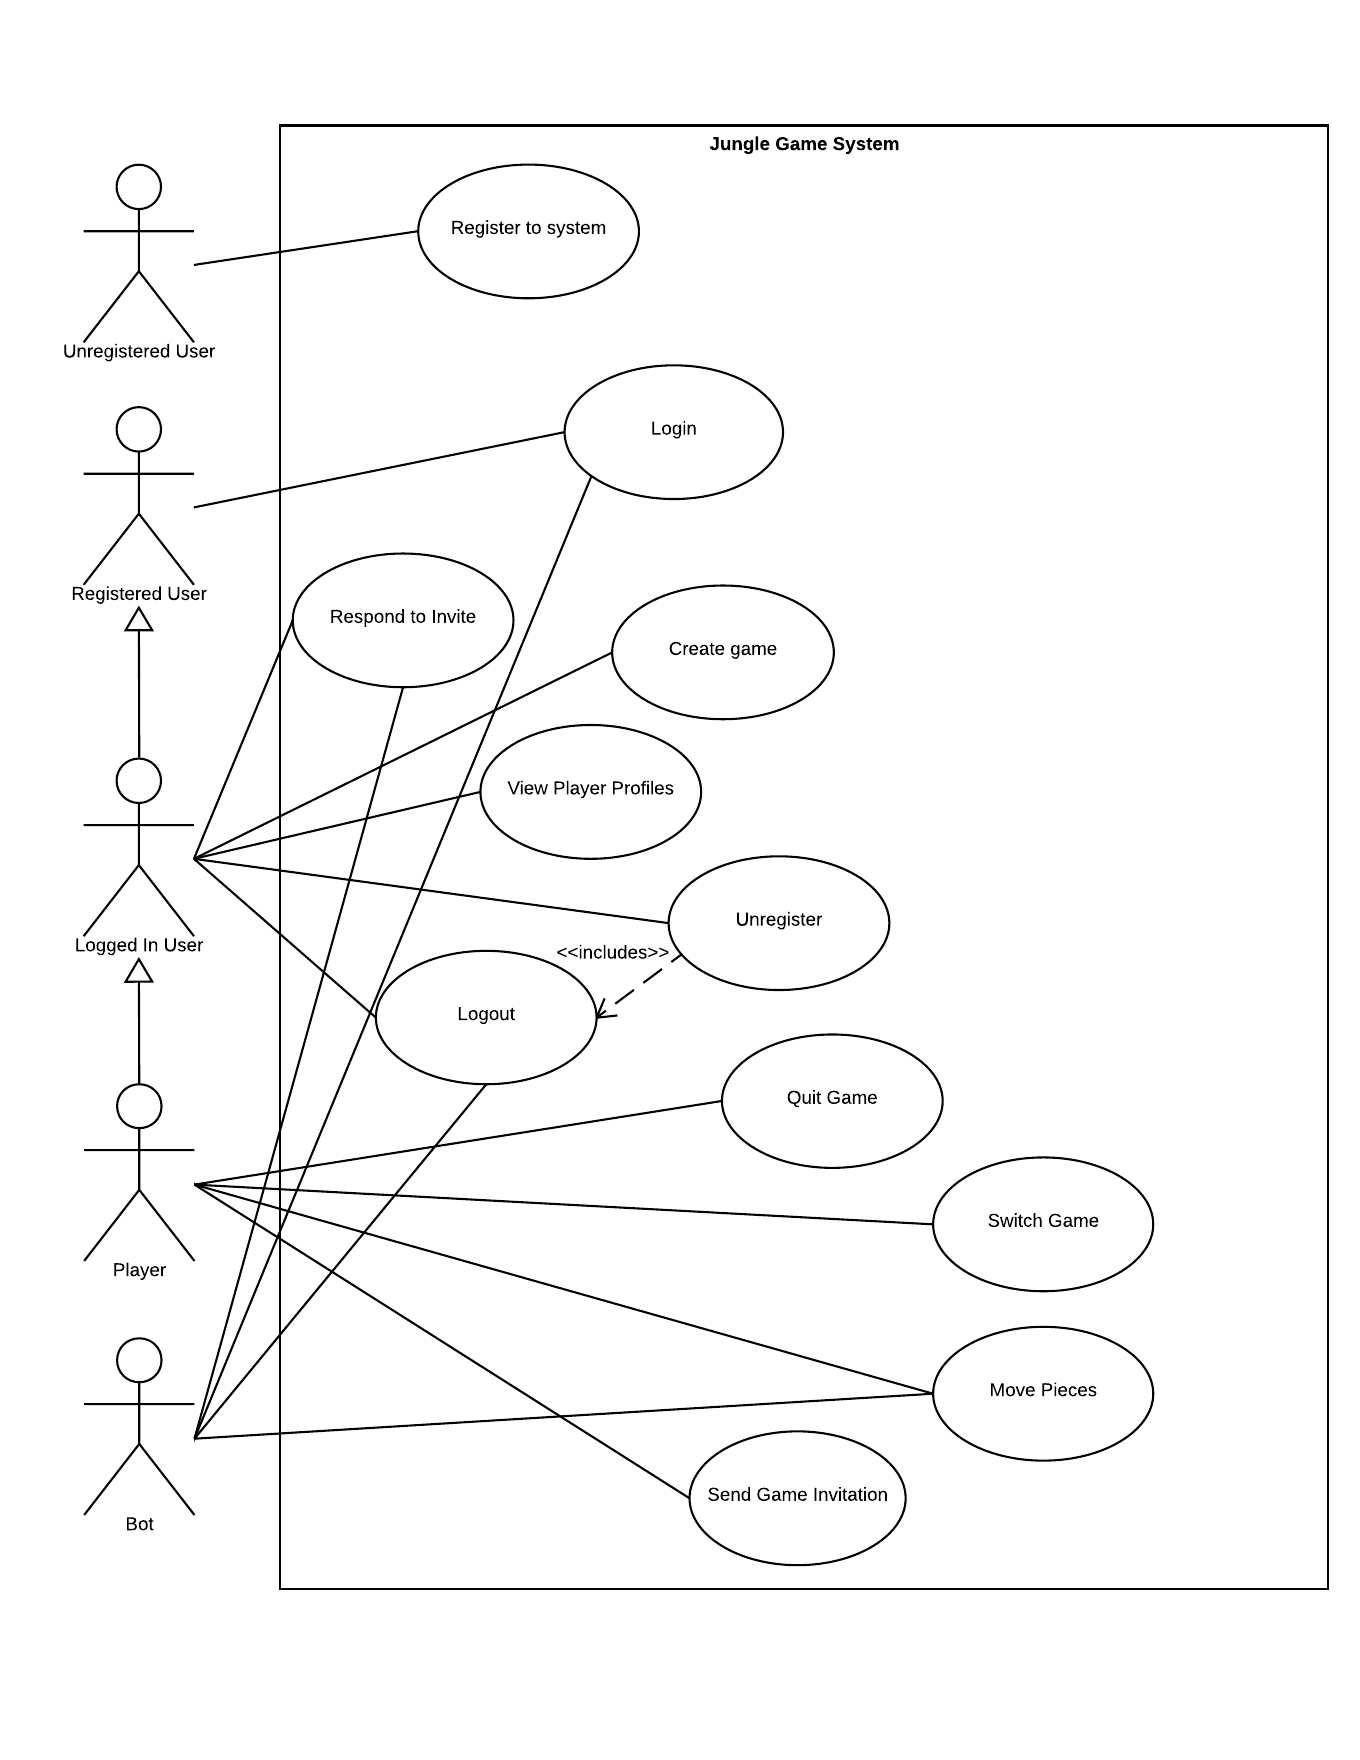 Jungle Game System
Register to system
Unregistered User
Login
Registered User
Respond to Invite
Create game
View Player Profiles
Unregister
Logged In User
<<includes>>
Logout
Quit Game
Switch Game
Player
Move Pieces
Send Game Invitation
Bot